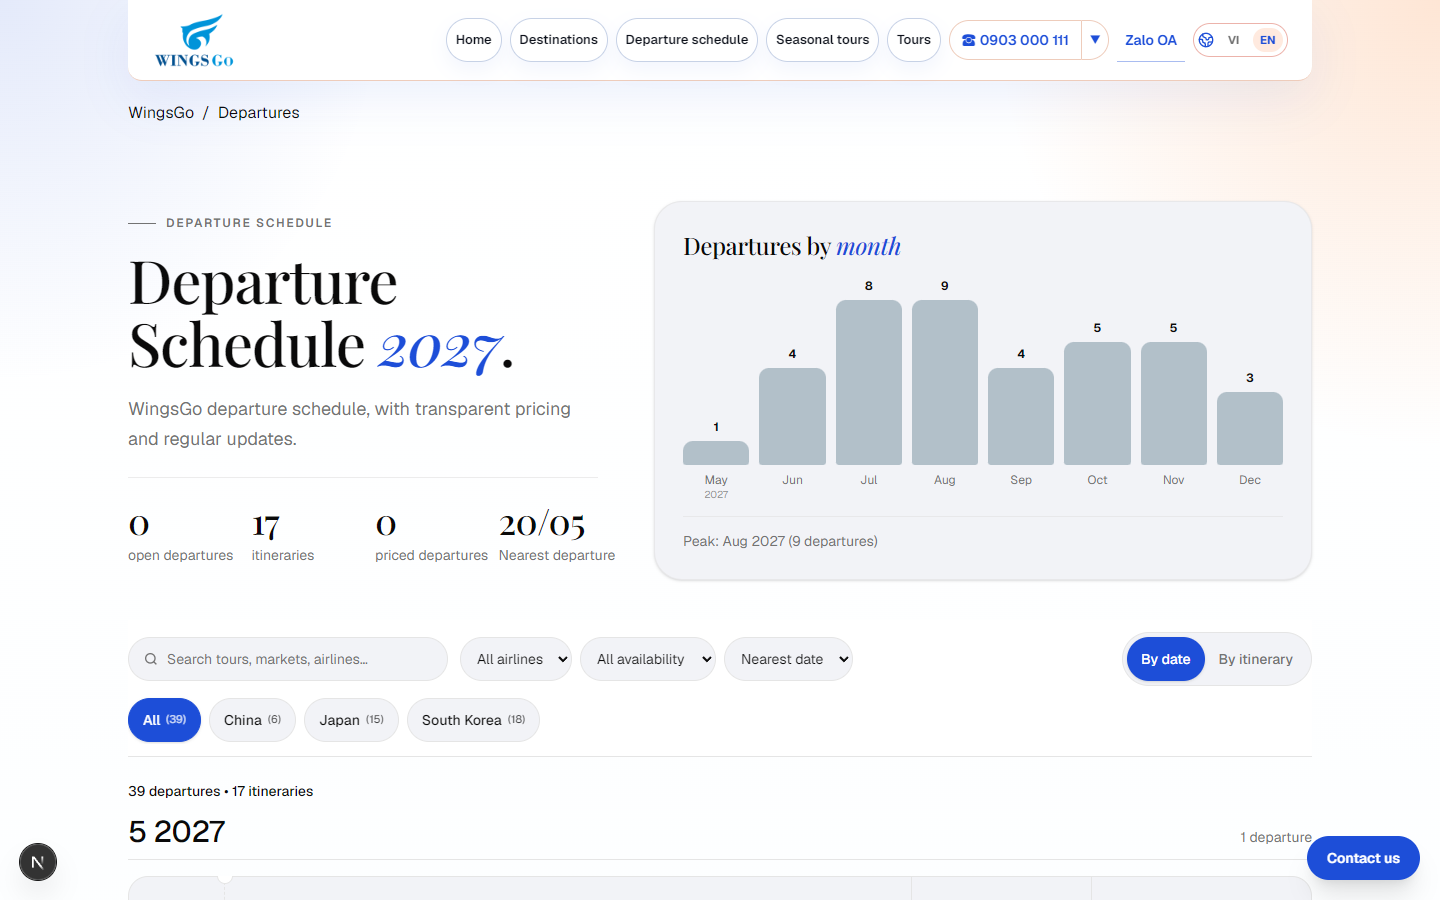 WINGS Go
Home
Destinations
Departure schedule
Seasonal tours
Tours
☎ 0903 000 111
▼
Zalo OA
VI
EN
WingsGo / Departures
DEPARTURE SCHEDULE
Departure
Schedule 2027.
WingsGo departure schedule, with transparent pricing
and regular updates.
0
open departures
17
itineraries
0
priced departures
20/05
Nearest departure
Departures by month
1
4
8
9
4
5
5
3
May
2027
Jun
Jul
Aug
Sep
Oct
Nov
Dec
Peak: Aug 2027 (9 departures)
Search tours, markets, airlines...
All airlines
All availability
Nearest date
By date
By itinerary
All (39)
China (6)
Japan (15)
South Korea (18)
39 departures • 17 itineraries
5 2027
1 departure
N
Contact us